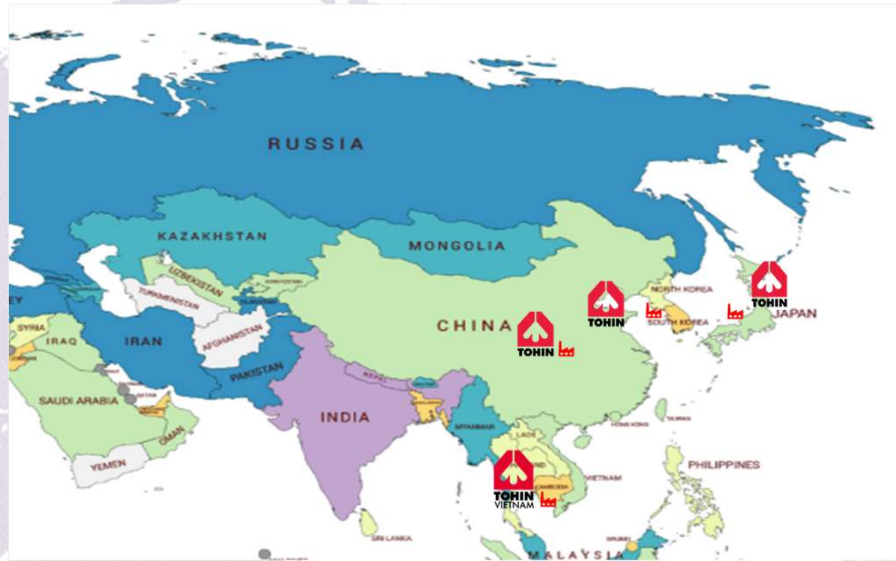 RUSSIA
KAZAKHSTAN
MONGOLIA
UZBEKISTAN
TURKMENISTAN
AFGHANISTAN
SYRIA
IRAQ
IRAN
PAKISTAN
SAUDI ARABIA
OMAN
YEMEN
CHINA
NORTH KOREA
SOUTH KOREA
JAPAN
TOHIN
TOHIN
TOHIN
NEPAL
INDIA
MYANMAR
LAOS
HONG KONG
PHILIPPINES
VIETNAM
CAMBODIA
TOHIN
VIETNAM
SRI LANKA
BRUNEI
MALAYSIA